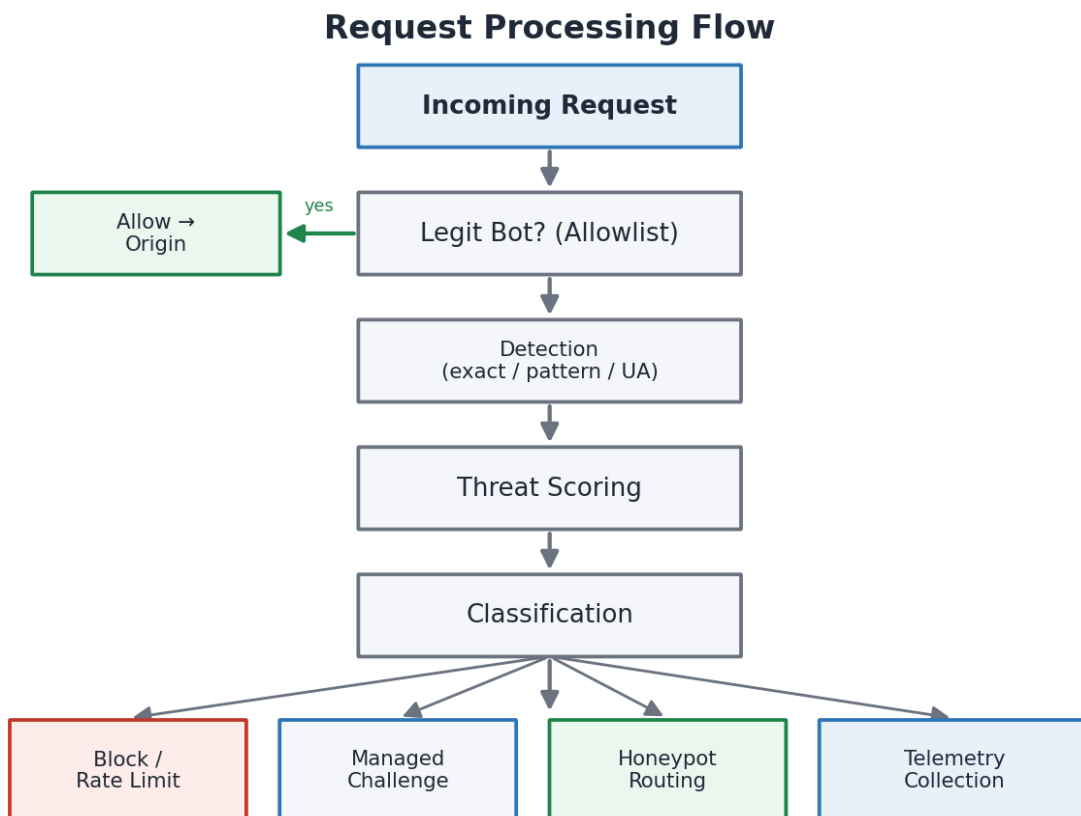 Request Processing Flow
Incoming Request
Allow →
Origin
yes
Legit Bot? (Allowlist)
Detection
(exact / pattern / UA)
Threat Scoring
Classification
Block /
Rate Limit
Managed
Challenge
Honeypot
Routing
Telemetry
Collection